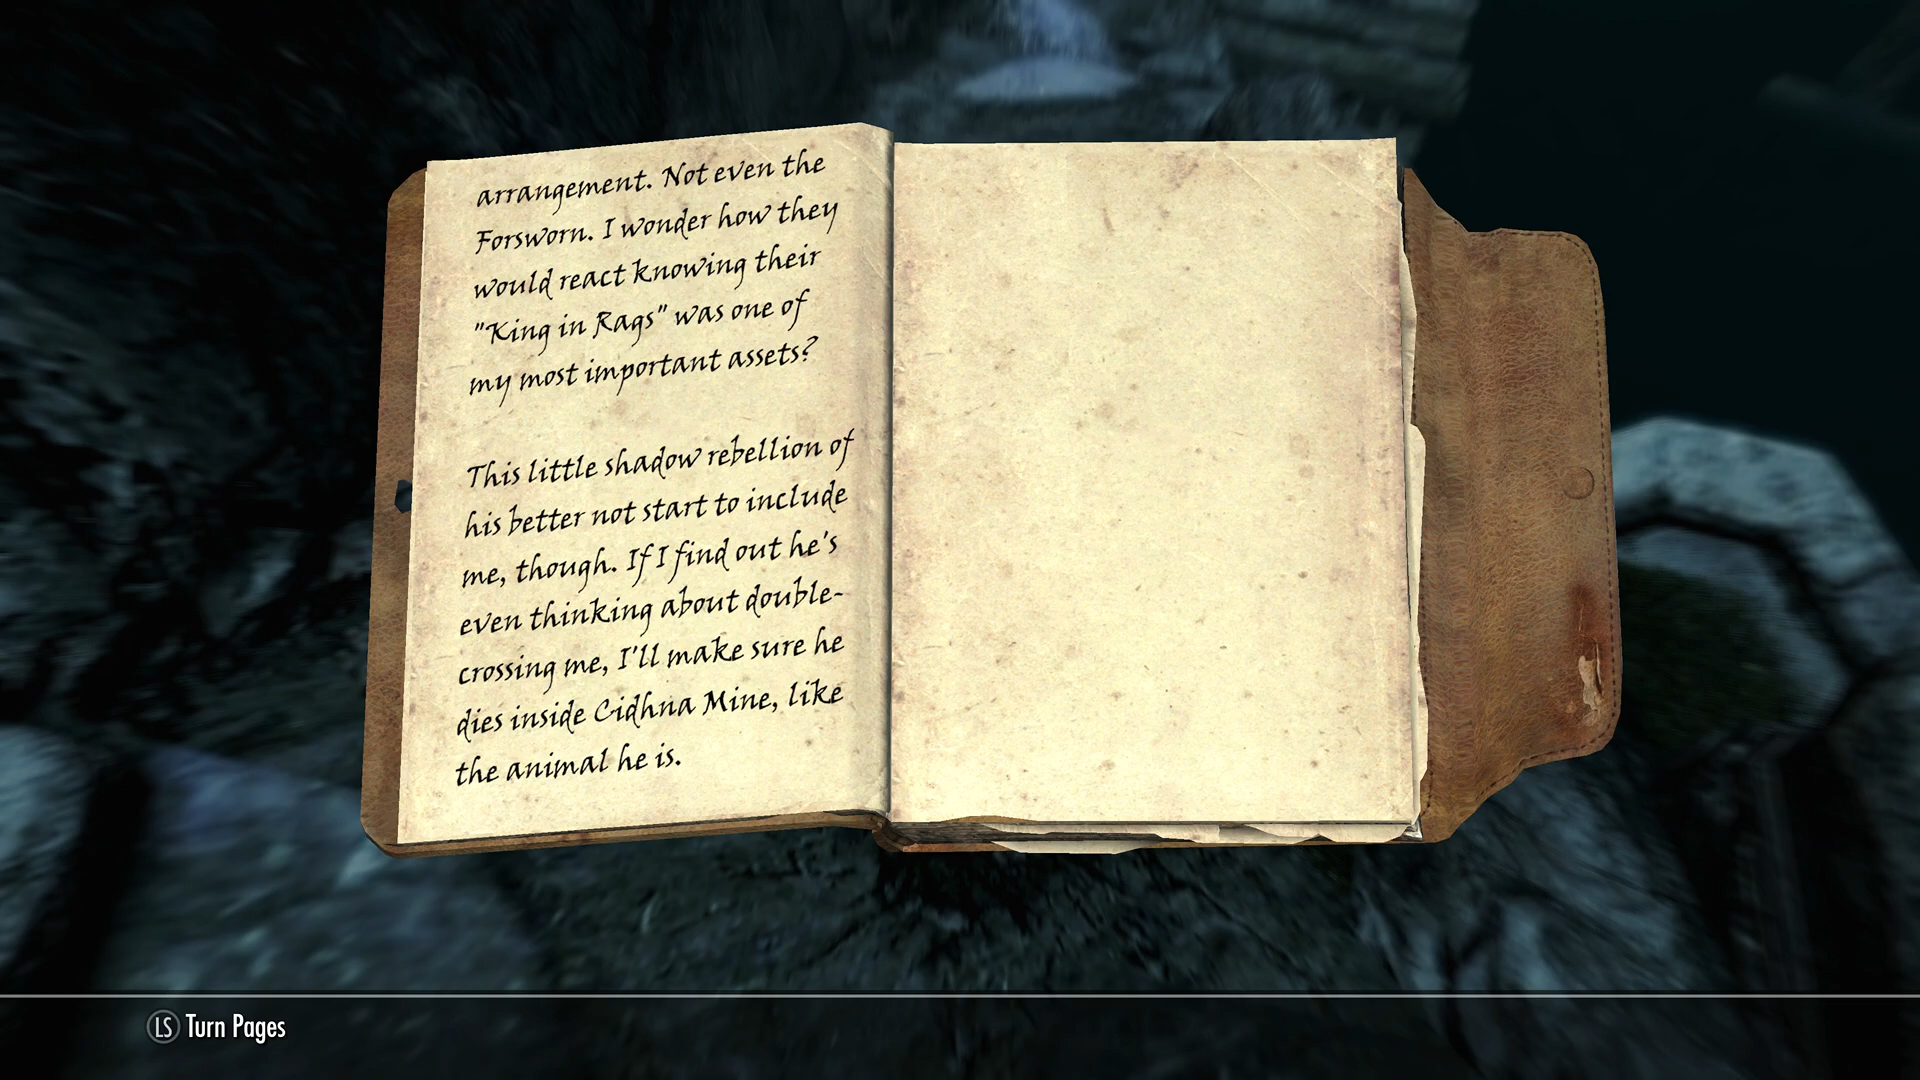 arrangement. Not even the
Forsworn. I wonder how they
would react knowing their
"King in Rags" was one of
my most important assets?
This little shadow rebellion of
his better not start to include
me, though. If I find out he's
even thinking about double-
crossing me, I'll make sure he
dies inside Cidhna Mine, like
the animal he is.
LS Turn Pages